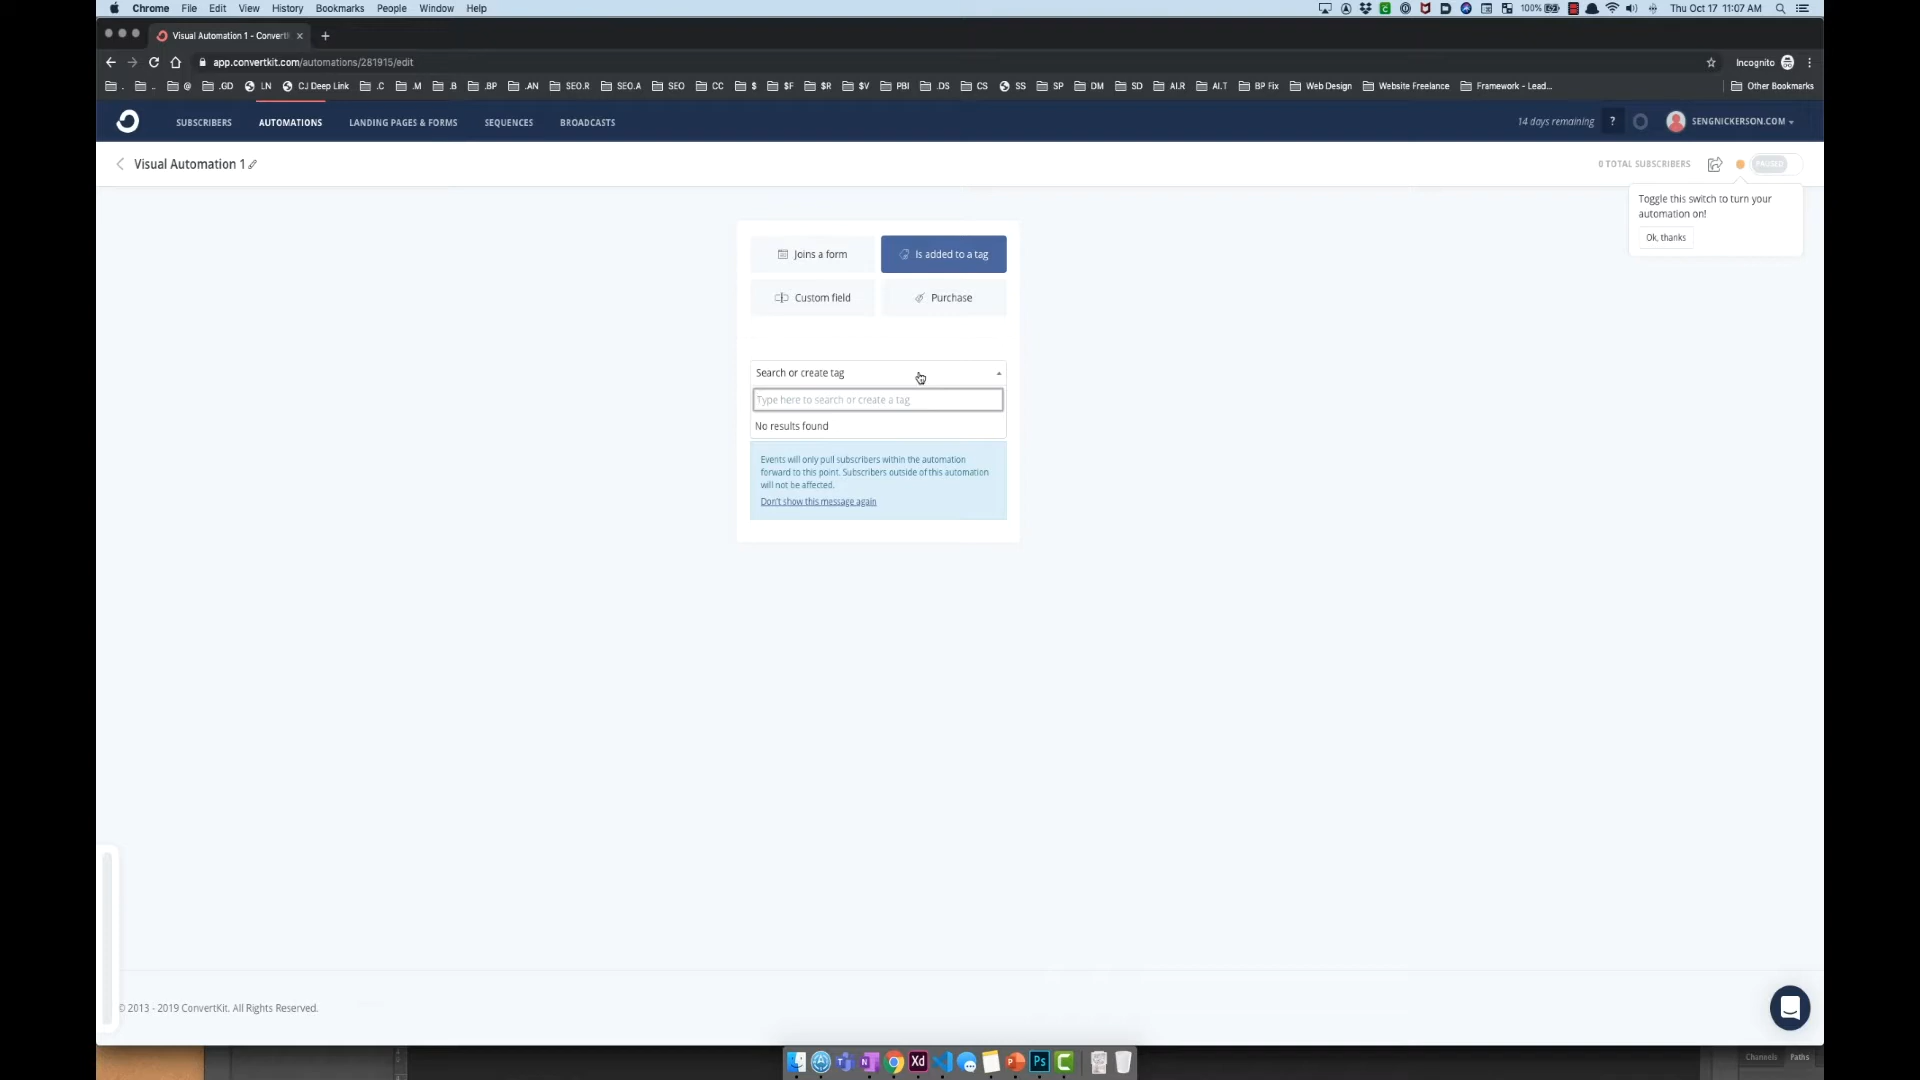 Chrome File Edit View History Bookmarks People Window Help
100% Thu Oct 17 11:07 AM
Visual Automation 1 - ConvertK
app.convertkit.com/automations/281915/edit
Incognito
. .. @ .GD LN CJ Deep Link .C .M .B .BP .AN SEO.R SEO.A SEO CC $ $F $R $V PBI .DS CS SS SP DM SD AI.R AI.T BP Fix Web Design Website Freelance Framework - Lead... Other Bookmarks
SUBSCRIBERS AUTOMATIONS LANDING PAGES & FORMS SEQUENCES BROADCASTS
14 days remaining ? SENGNICKERSON.COM
Visual Automation 1
0 TOTAL SUBSCRIBERS PAUSED
Toggle this switch to turn your
automation on!
Ok, thanks
Joins a form Is added to a tag
Custom field Purchase
Search or create tag
Type here to search or create a tag
No results found
Events will only pull subscribers within the automation
forward to this point. Subscribers outside of this automation
will not be affected.
Don't show this message again
© 2013 - 2019 ConvertKit. All Rights Reserved.
Xd Ps
Channels Paths